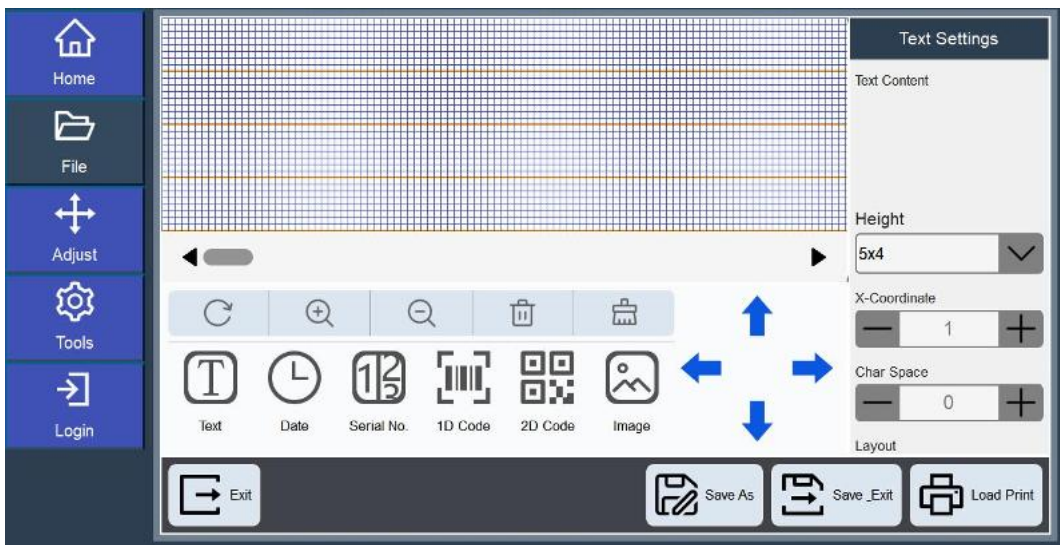 Home
File
Adjust
Tools
Login
Text Settings
Text Content
Height
5x4
X-Coordinate
1
Char Space
0
Layout
Text
Date
Serial No.
1D Code
2D Code
Image
Exit
Save As
Save _Exit
Load Print